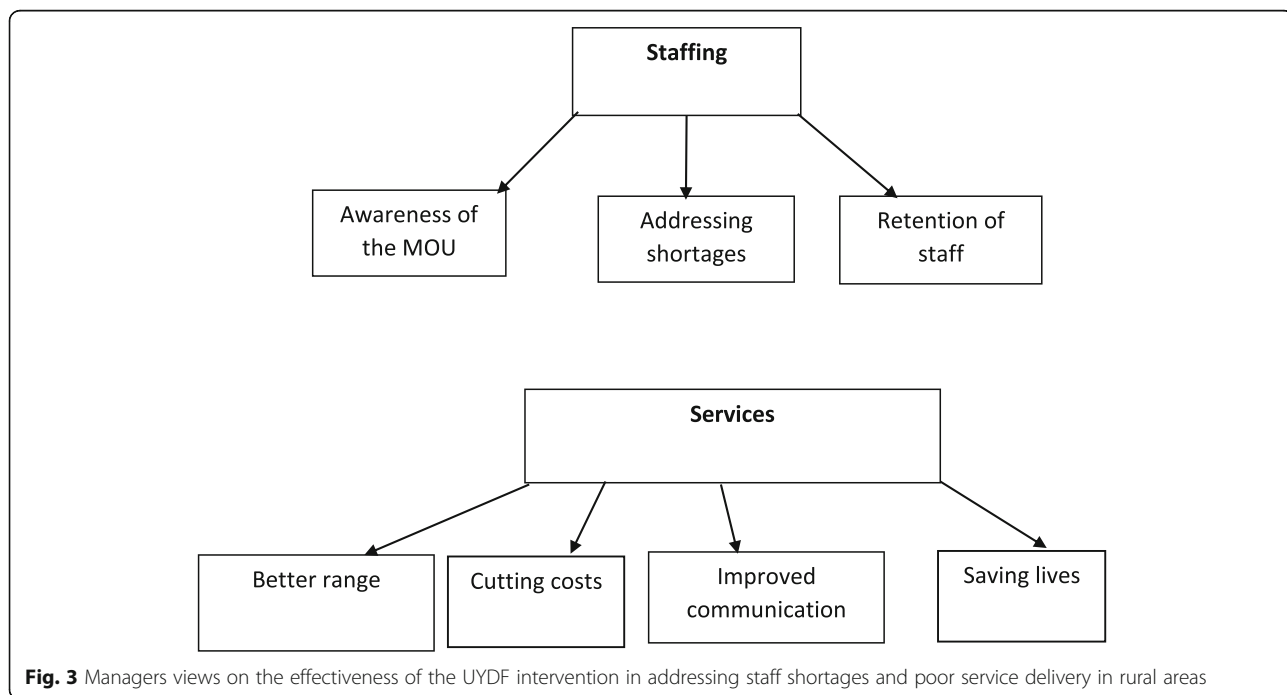 Staffing
Awareness of
the MOU
Addressing
shortages
Retention of
staff
Services
Better range
Cutting costs
Improved
communication
Saving lives
Fig. 3 Managers views on the effectiveness of the UYDF intervention in addressing staff shortages and poor service delivery in rural areas